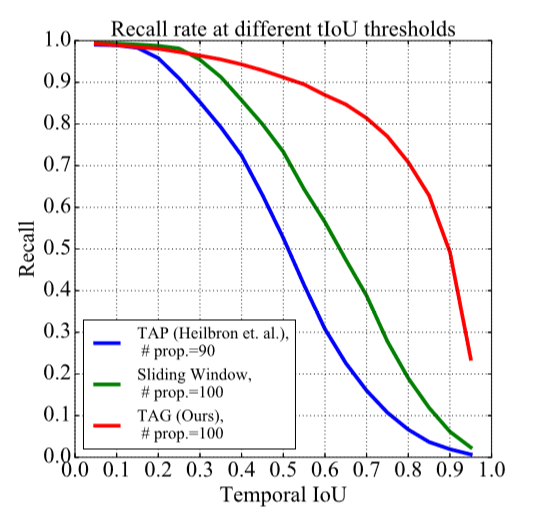 Recall rate at different tIoU thresholds
1.0
0.9
0.8
0.7
0.6
0.5
0.4
0.3
0.2
0.1
0.0
Recall
TAP (Heilbron et. al.),
# prop.=90
Sliding Window,
# prop.=100
TAG (Ours),
# prop.=100
0.0 0.1 0.2 0.3 0.4 0.5 0.6 0.7 0.8 0.9 1.0
Temporal IoU